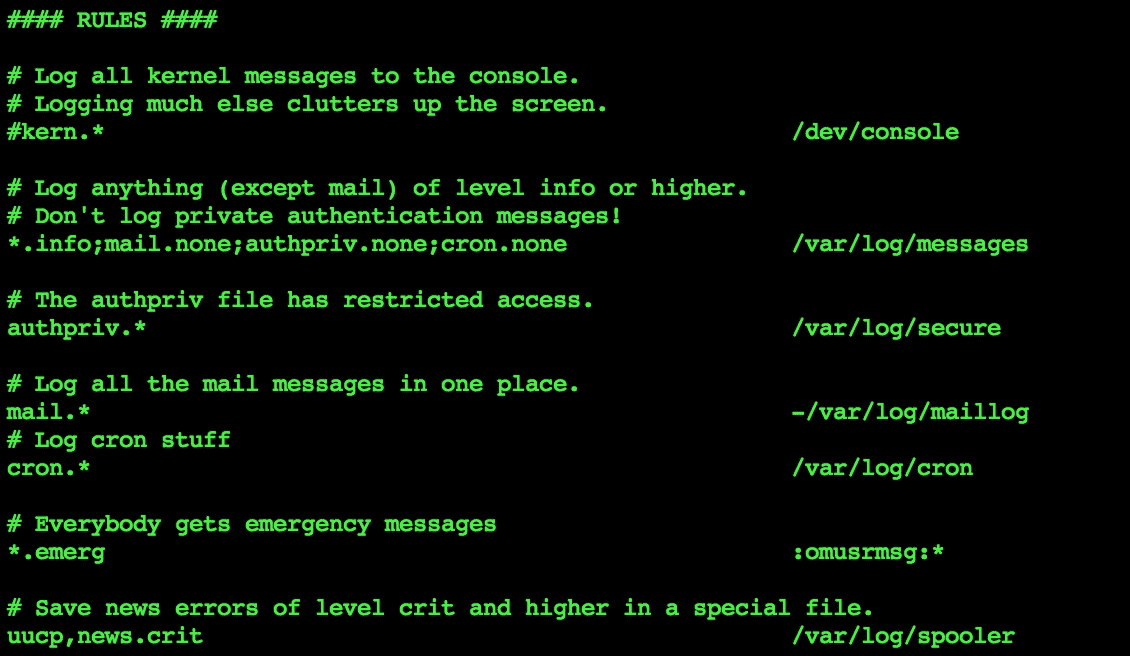 #### RULES ####
# Log all kernel messages to the console.
# Logging much else clutters up the screen.
#kern.* /dev/console
# Log anything (except mail) of level info or higher.
# Don't log private authentication messages!
*.info;mail.none;authpriv.none;cron.none /var/log/messages
# The authpriv file has restricted access.
authpriv.* /var/log/secure
# Log all the mail messages in one place.
mail.* -/var/log/maillog
# Log cron stuff
cron.* /var/log/cron
# Everybody gets emergency messages
*.emerg :omusrmsg:*
# Save news errors of level crit and higher in a special file.
uucp,news.crit /var/log/spooler